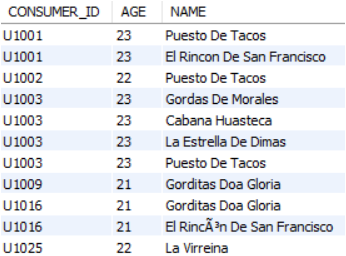 CONSUMER_ID AGE NAME
U1001 23 Puesto De Tacos
U1001 23 El Rincon De San Francisco
U1002 22 Puesto De Tacos
U1003 23 Gordas De Morales
U1003 23 Cabana Huasteca
U1003 23 La Estrella De Dimas
U1003 23 Puesto De Tacos
U1009 21 Gorditas Doa Gloria
U1016 21 Gorditas Doa Gloria
U1016 21 El RincÃ³n De San Francisco
U1025 22 La Virreina